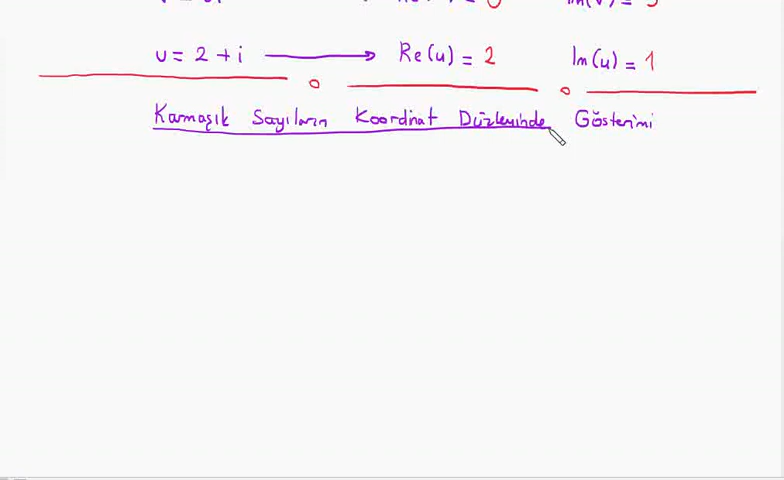 u = 2 + i → Re(u) = 2 Im(u) = 1
Karmaşık Sayıların Koordinat Düzleminde Gösterimi